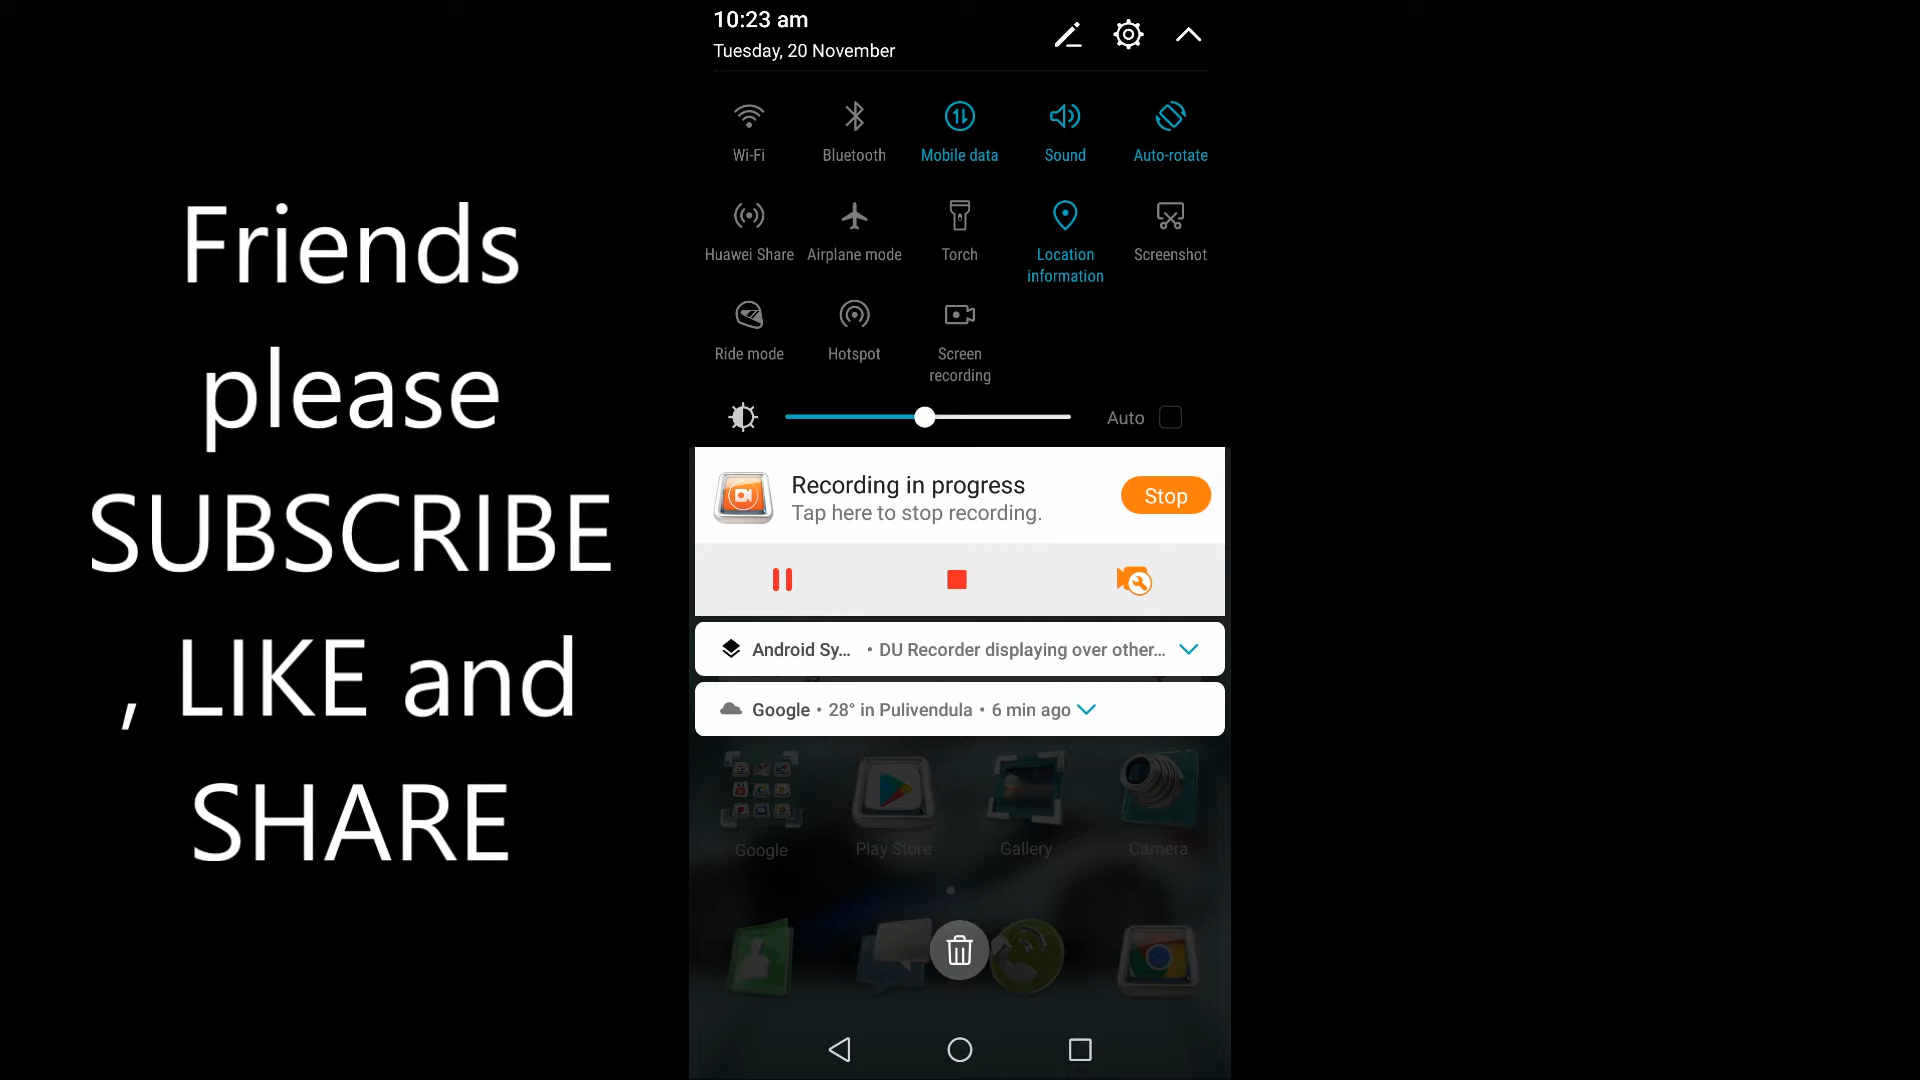 Friends
please
SUBSCRIBE
, LIKE and
SHARE
10:23 am
Tuesday, 20 November
Wi-Fi
Bluetooth
Mobile data
Sound
Auto-rotate
Huawei Share
Airplane mode
Torch
Location
information
Screenshot
Ride mode
Hotspot
Screen
recording
Auto
Recording in progress
Tap here to stop recording.
Stop
Android Sy... • DU Recorder displaying over other...
Google • 28° in Pulivendula • 6 min ago
Google
Play Store
Gallery
Camera